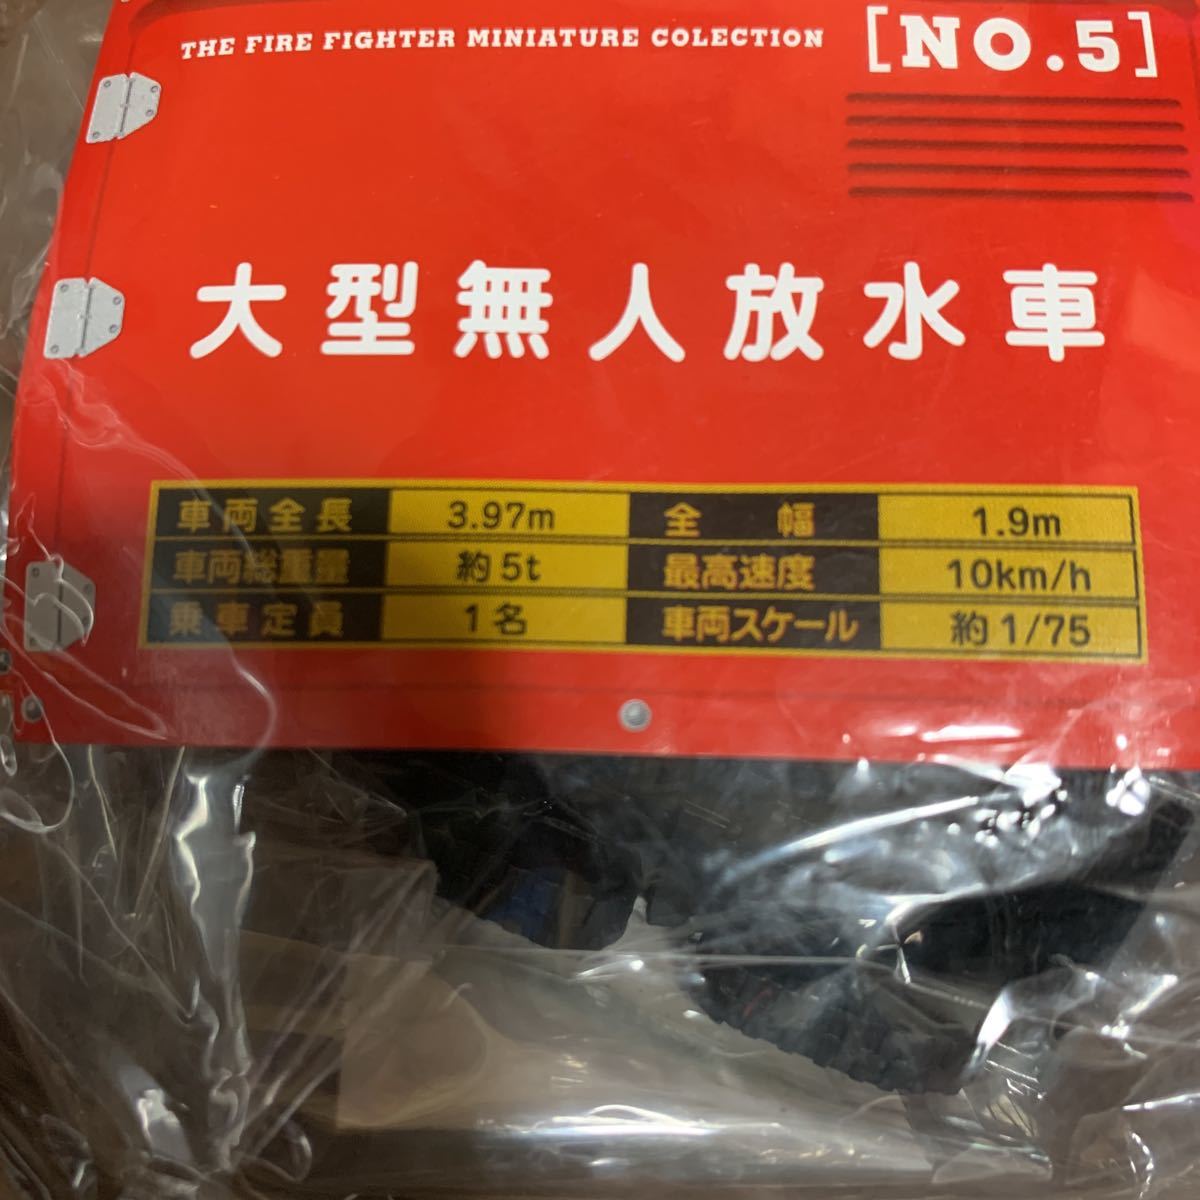 THE FIRE FIGHTER MINIATURE COLECTION [NO.5]
大型無人放水車
車両全長 3.97m 全幅 1.9m
車両総重量 約5t 最高速度 10km/h
乗車定員 1名 車両スケール 約1/75